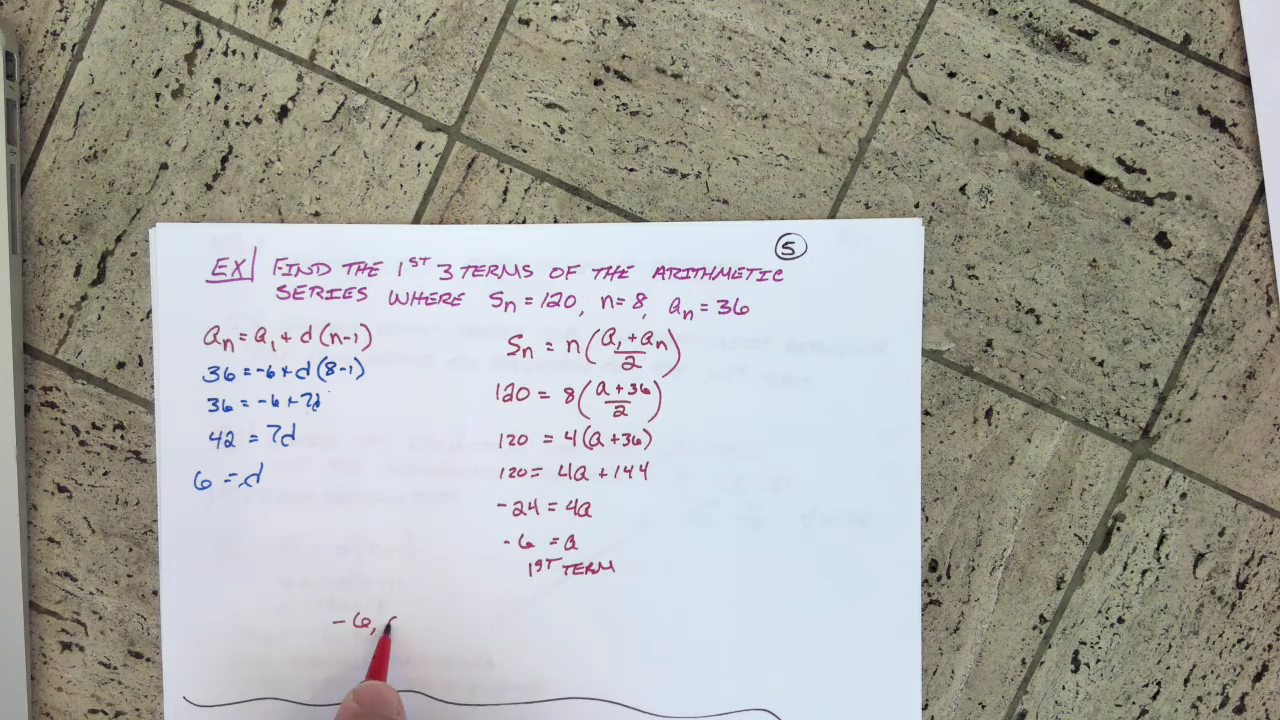 5
EX FIND THE 1ST 3 TERMS OF THE ARITHMETIC
SERIES WHERE Sn = 120, n = 8, an = 36
an = a1 + d(n-1)
36 = -6 + d(8-1)
36 = -6 + 7d
42 = 7d
6 = d
Sn = n((a1 + an)/2)
120 = 8((a + 36)/2)
120 = 4(a + 36)
120 = 4a + 144
-24 = 4a
-6 = a
1ST TERM
-6,